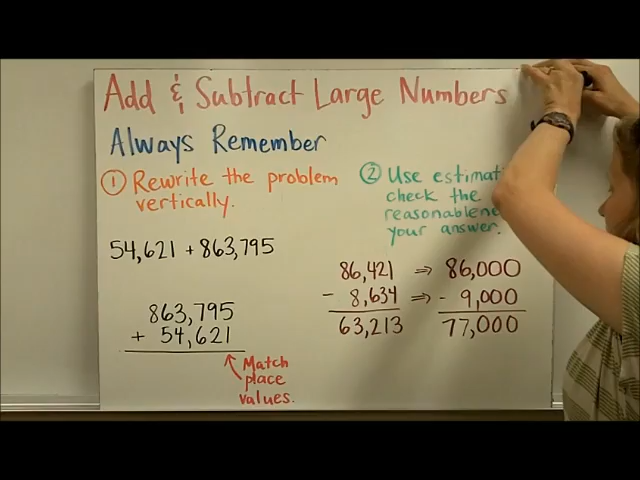 Add & Subtract Large Numbers
Always Remember
① Rewrite the problem
vertically.
54,621 + 863,795
863,795
+ 54,621
Match
place
values.
② Use
check the
your answer.
86,421 ⇒ 86,000
- 8,634 ⇒ - 9,000
63,213 77,000